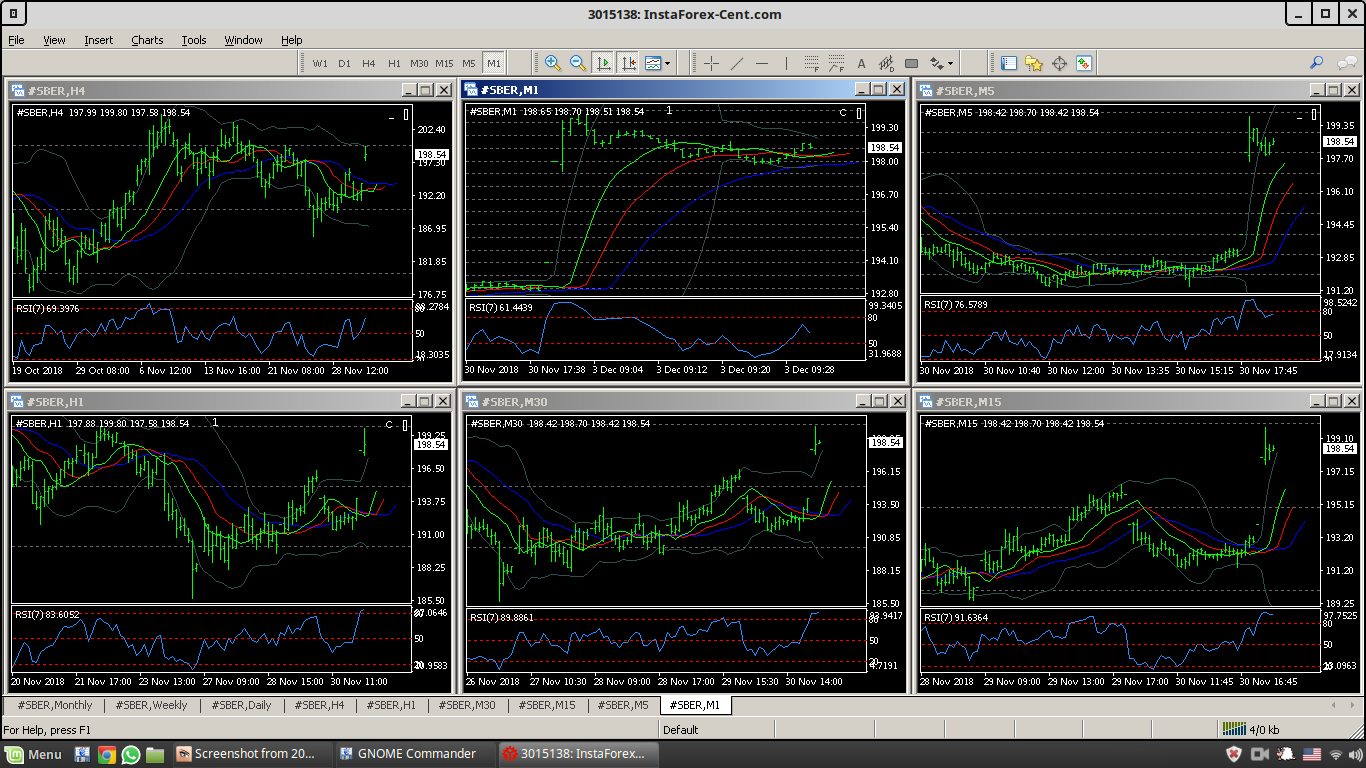 3015138: InstaForex-Cent.com
File View Insert Charts Tools Window Help
W1 D1 H4 H1 M30 M15 M5 M1
#SBER,H4
#SBER,H4 197.99 199.80 197.58 198.54
202.40
198.54
197.30
192.20
186.95
181.85
176.75
RSI(7) 69.3976
50
18.3035
19 Oct 2018 29 Oct 08:00 6 Nov 12:00 13 Nov 16:00 21 Nov 08:00 28 Nov 12:00
#SBER,M1
#SBER,M1 198.65 198.70 198.51 198.54 1 C
199.30
198.54
198.00
196.70
195.40
194.10
192.80
RSI(7) 61.4439
99.3405
80
50
31.9688
30 Nov 2018 30 Nov 17:38 3 Dec 09:04 3 Dec 09:12 3 Dec 09:20 3 Dec 09:28
#SBER,M5
#SBER,M5 198.42 198.70 198.42 198.54
199.35
198.54
197.70
196.10
194.45
192.85
191.20
RSI(7) 76.5789
98.5242
80
50
17.9134
30 Nov 2018 30 Nov 10:40 30 Nov 12:00 30 Nov 13:35 30 Nov 15:15 30 Nov 17:45
#SBER,H1
#SBER,H1 197.88 199.80 197.58 198.54 1 C
199.25
198.54
196.50
193.75
191.00
188.25
185.50
RSI(7) 83.6052
50
20 Nov 2018 21 Nov 17:00 23 Nov 13:00 27 Nov 09:00 28 Nov 15:00 30 Nov 11:00
#SBER,M30
#SBER,M30 198.42 198.70 198.42 198.54
198.54
196.15
193.50
190.85
188.15
185.50
RSI(7) 89.8861
50
26 Nov 2018 27 Nov 10:30 28 Nov 09:00 28 Nov 17:00 29 Nov 15:30 30 Nov 14:00
#SBER,M15
#SBER,M15 198.42 198.70 198.42 198.54
199.10
198.54
197.15
195.15
193.20
191.20
189.25
RSI(7) 91.6364
97.7525
80
50
28 Nov 2018 29 Nov 09:00 29 Nov 13:00 29 Nov 17:00 30 Nov 11:45 30 Nov 16:45
#SBER,Monthly #SBER,Weekly #SBER,Daily #SBER,H4 #SBER,H1 #SBER,M30 #SBER,M15 #SBER,M5 #SBER,M1
For Help, press F1 Default 4/0 kb
Menu Screenshot from 20... GNOME Commander 3015138: InstaForex...